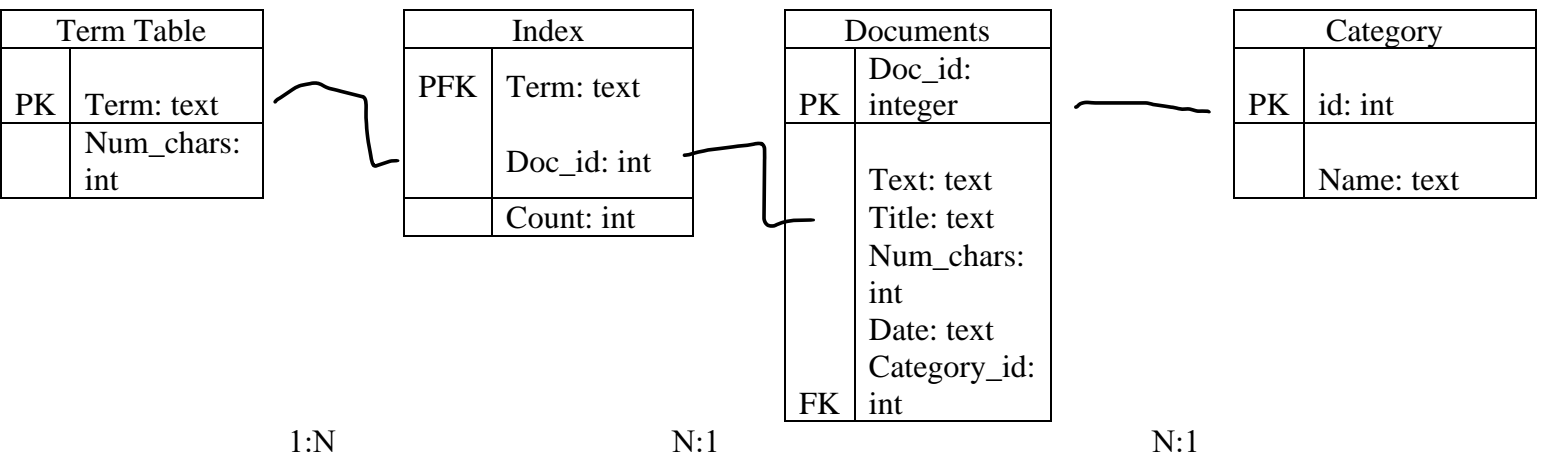 Term Table
PK Term: text
Num_chars:
int
Index
PFK Term: text
Doc_id: int
Count: int
Documents
Doc_id:
PK integer
Text: text
Title: text
Num_chars:
int
Date: text
Category_id:
FK int
Category
PK id: int
Name: text
1:N N:1 N:1